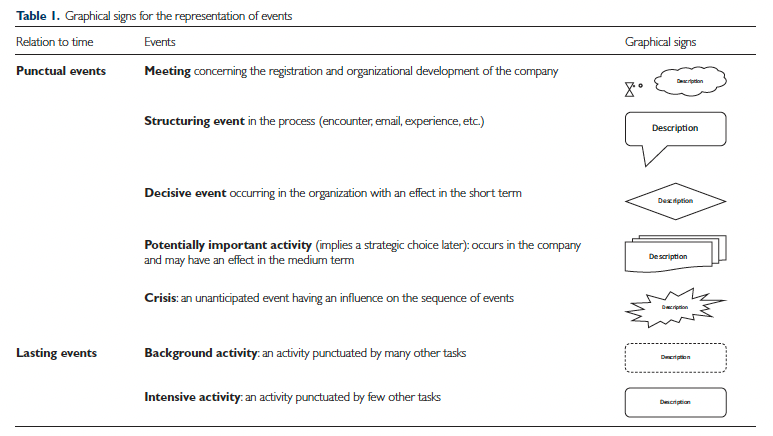 Table 1. Graphical signs for the representation of events
Relation to time Events Graphical signs
Punctual events Meeting concerning the registration and organizational development of the company Description
Structuring event in the process (encounter, email, experience, etc.) Description
Decisive event occurring in the organization with an effect in the short term Description
Potentially important activity (implies a strategic choice later): occurs in the company
and may have an effect in the medium term Description
Crisis: an unanticipated event having an influence on the sequence of events Description
Lasting events Background activity: an activity punctuated by many other tasks Description
Intensive activity: an activity punctuated by few other tasks Description